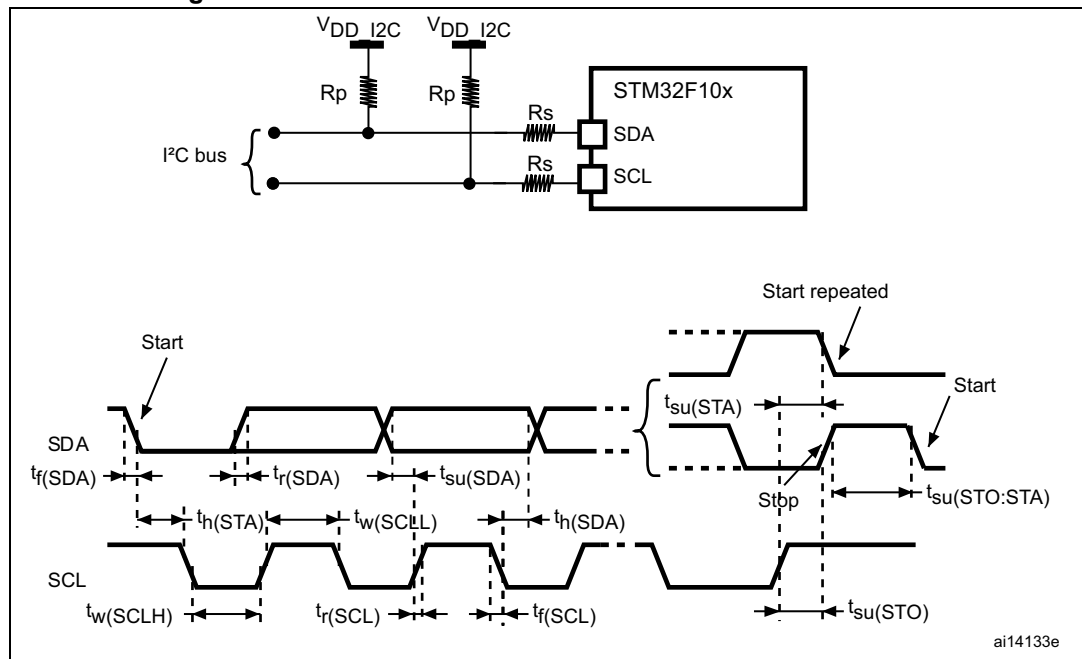 VDD_I2C VDD_I2C
Rp Rp
STM32F10x
Rs
SDA
I²C bus
Rs
SCL
Start repeated
Start
Start
tsu(STA)
SDA
tf(SDA) tr(SDA) tsu(SDA)
Stop
tsu(STO:STA)
th(STA) tw(SCLL) th(SDA)
SCL
tw(SCLH) tr(SCL) tf(SCL) tsu(STO)
ai14133e